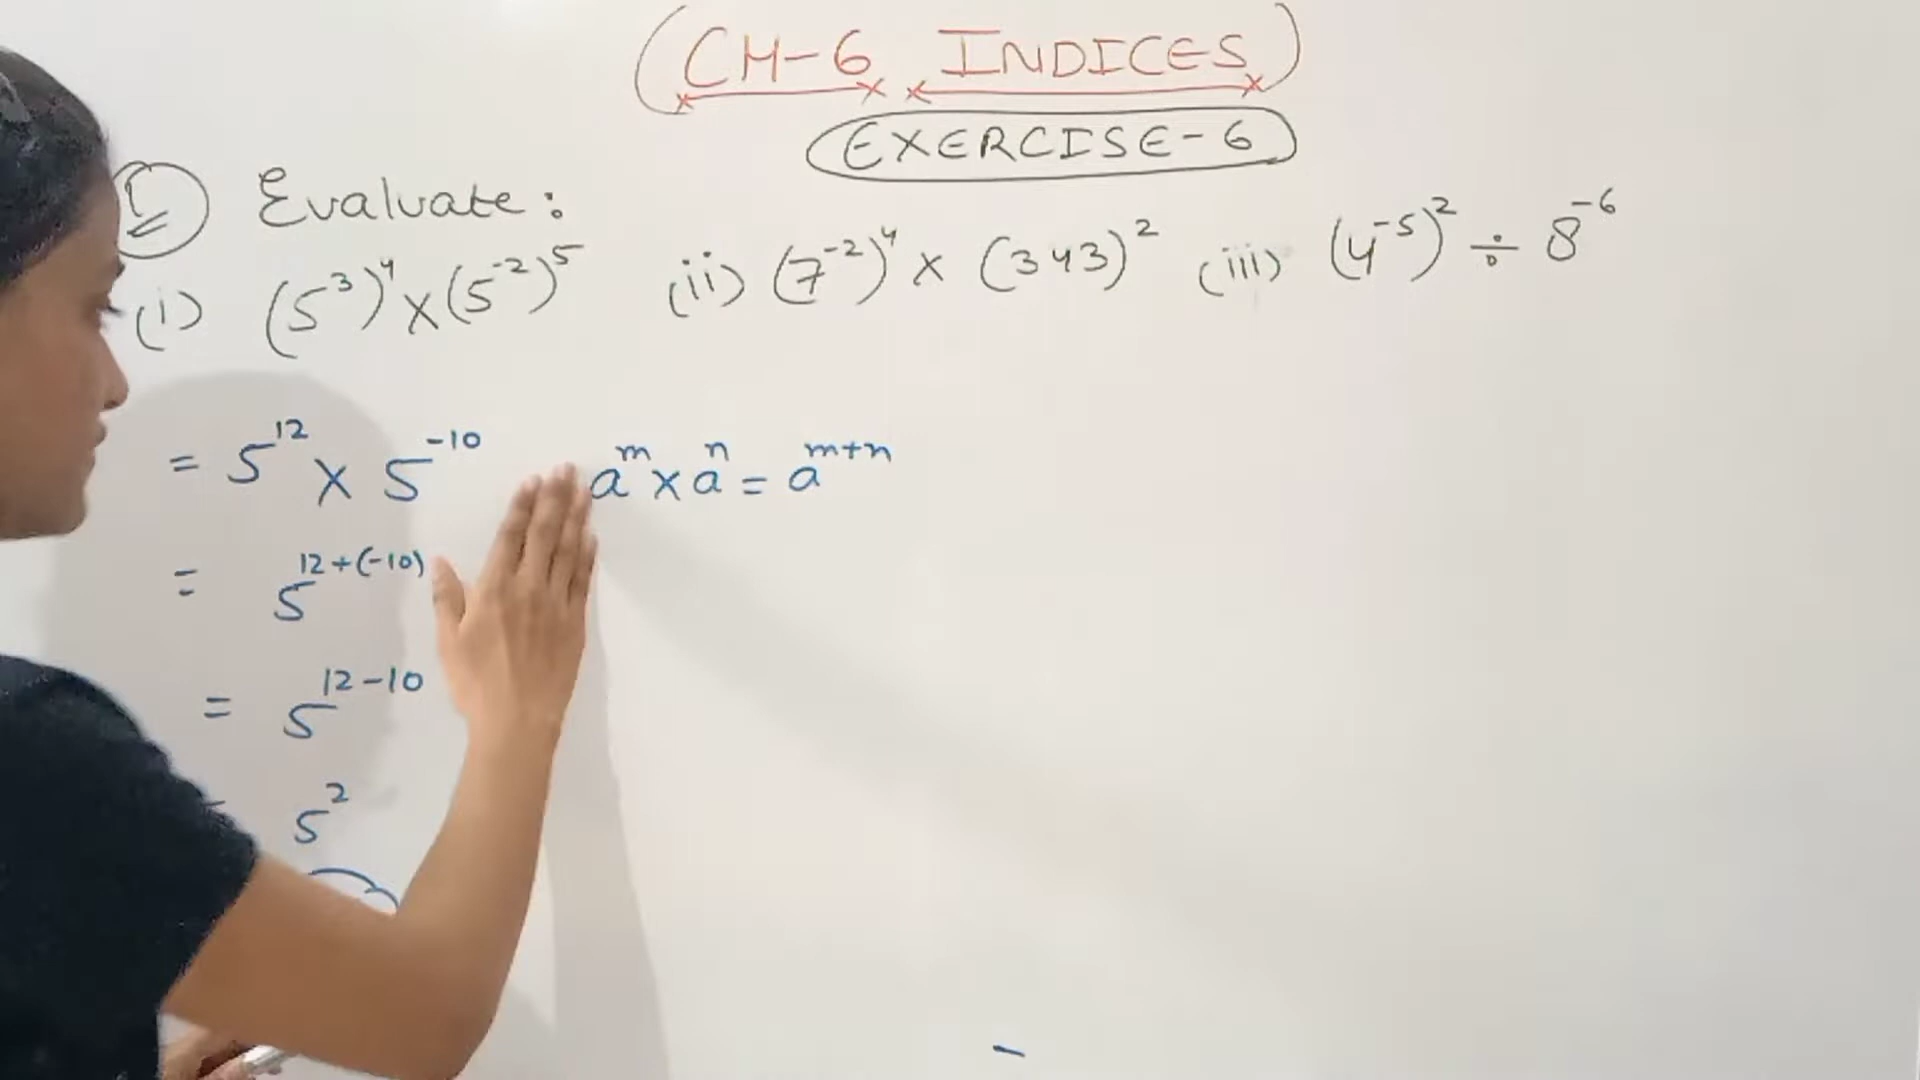 (CH-6 INDICES)
EXERCISE-6
1 Evaluate:
(i) (5³)⁴ × (5⁻²)⁵ (ii) (7⁻²)⁴ × (343)² (iii) (4⁻⁵)² ÷ 8⁻⁶
= 5¹² × 5⁻¹⁰ aᵐ × aⁿ = aᵐ⁺ⁿ
= 5¹²⁺⁽⁻¹⁰⁾
= 5¹²⁻¹⁰
= 5²